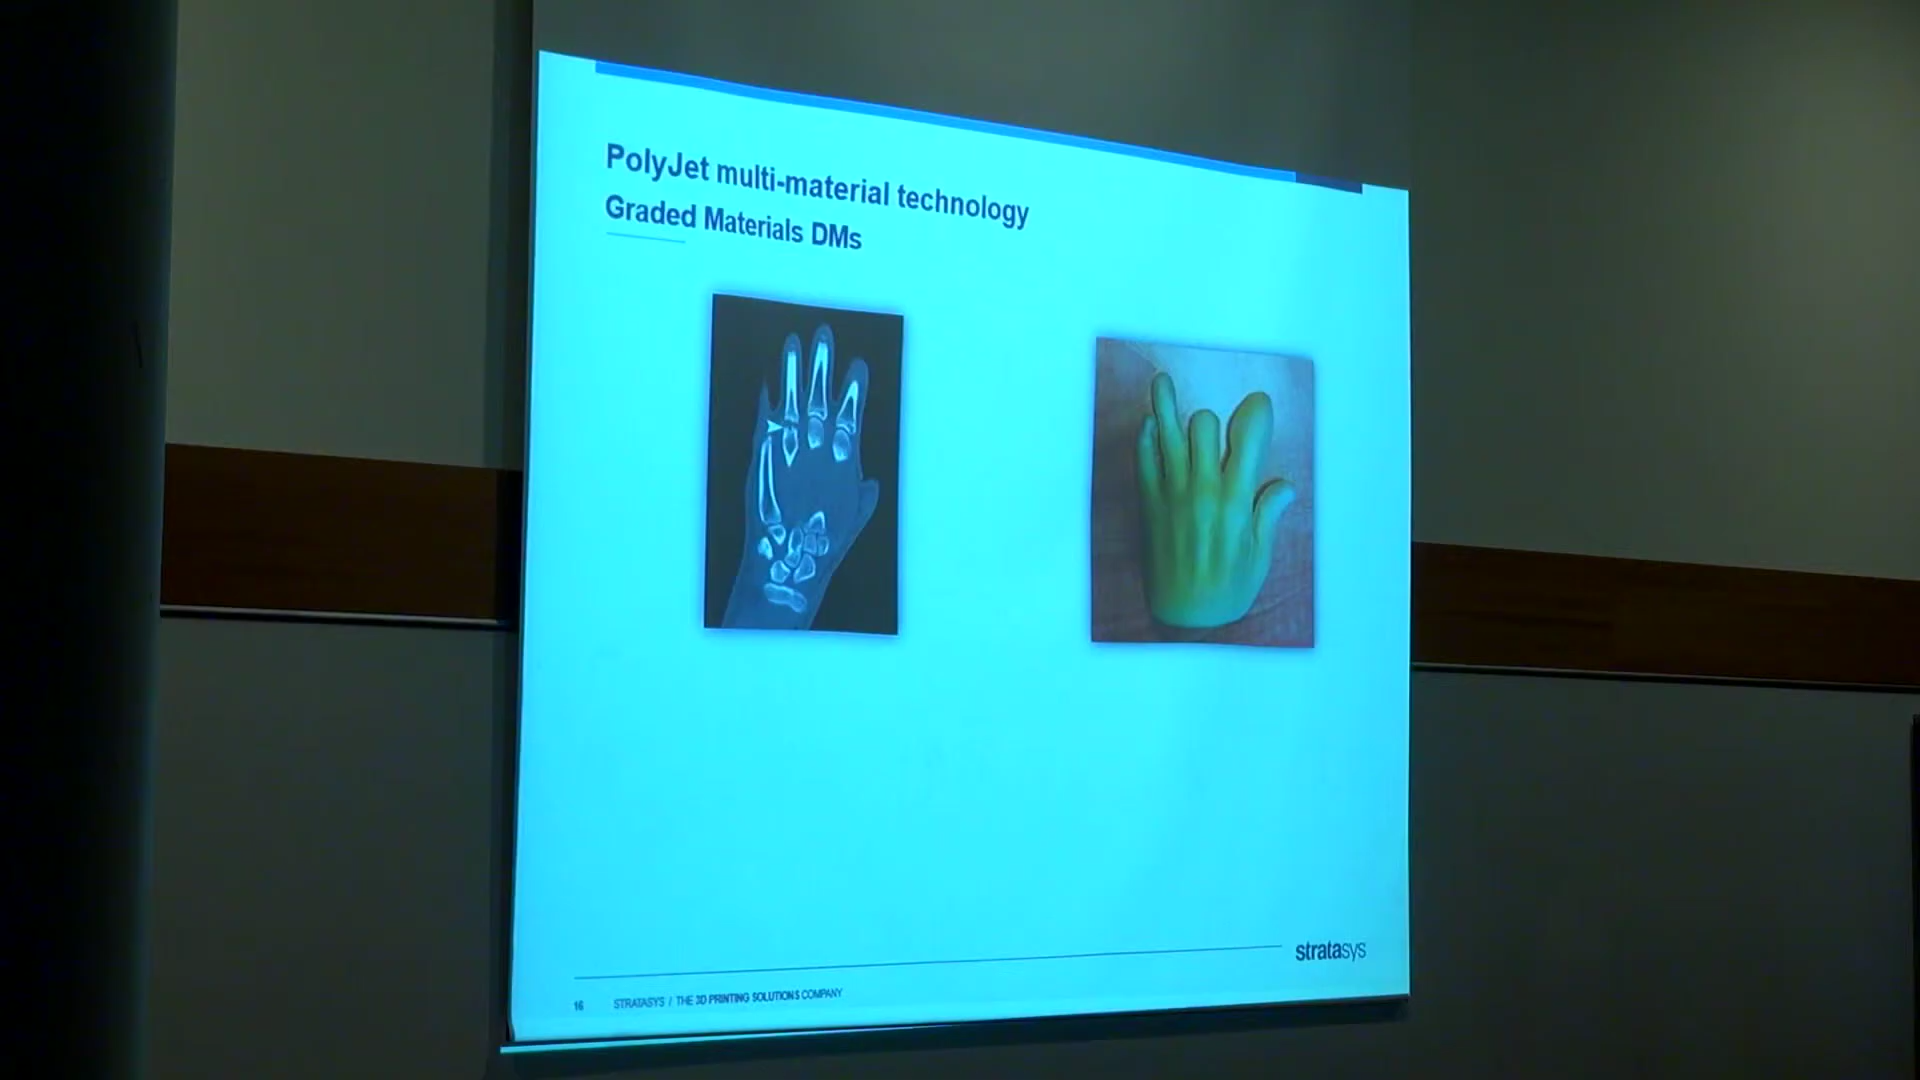 PolyJet multi-material technology
Graded Materials DMs
stratasys
16 STRATASYS / THE 3D PRINTING SOLUTIONS COMPANY